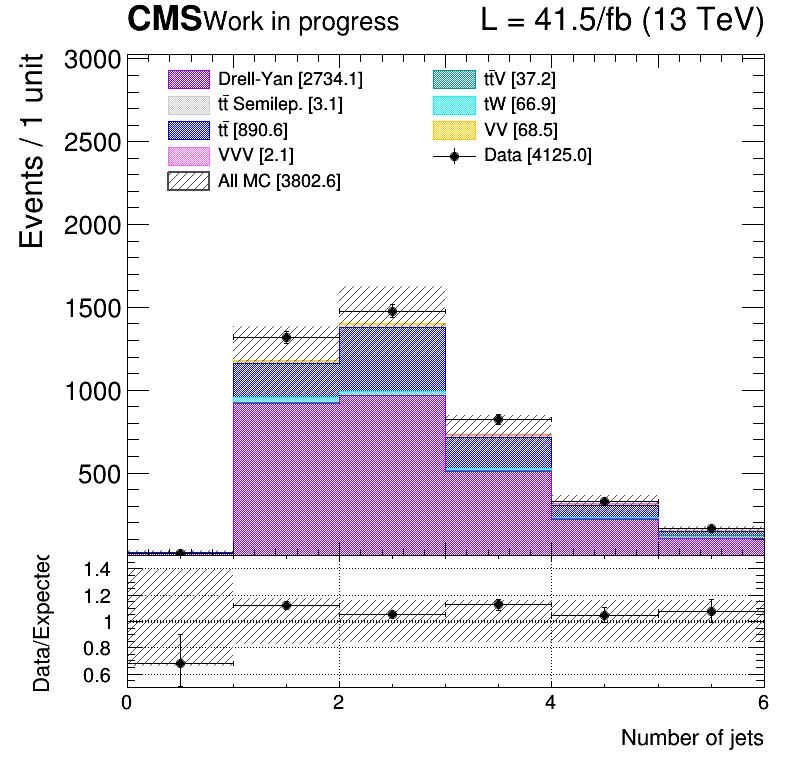 CMS Work in progress L = 41.5/fb (13 TeV)
Events / 1 unit
3000
2500
2000
1500
1000
500
Drell-Yan [2734.1]
tt̄ Semilep. [3.1]
tt̄ [890.6]
VVV [2.1]
All MC [3802.6]
tt̄V [37.2]
tW [66.9]
VV [68.5]
Data [4125.0]
Data/Expected
1.4
1.2
1
0.8
0.6
0 2 4 6
Number of jets